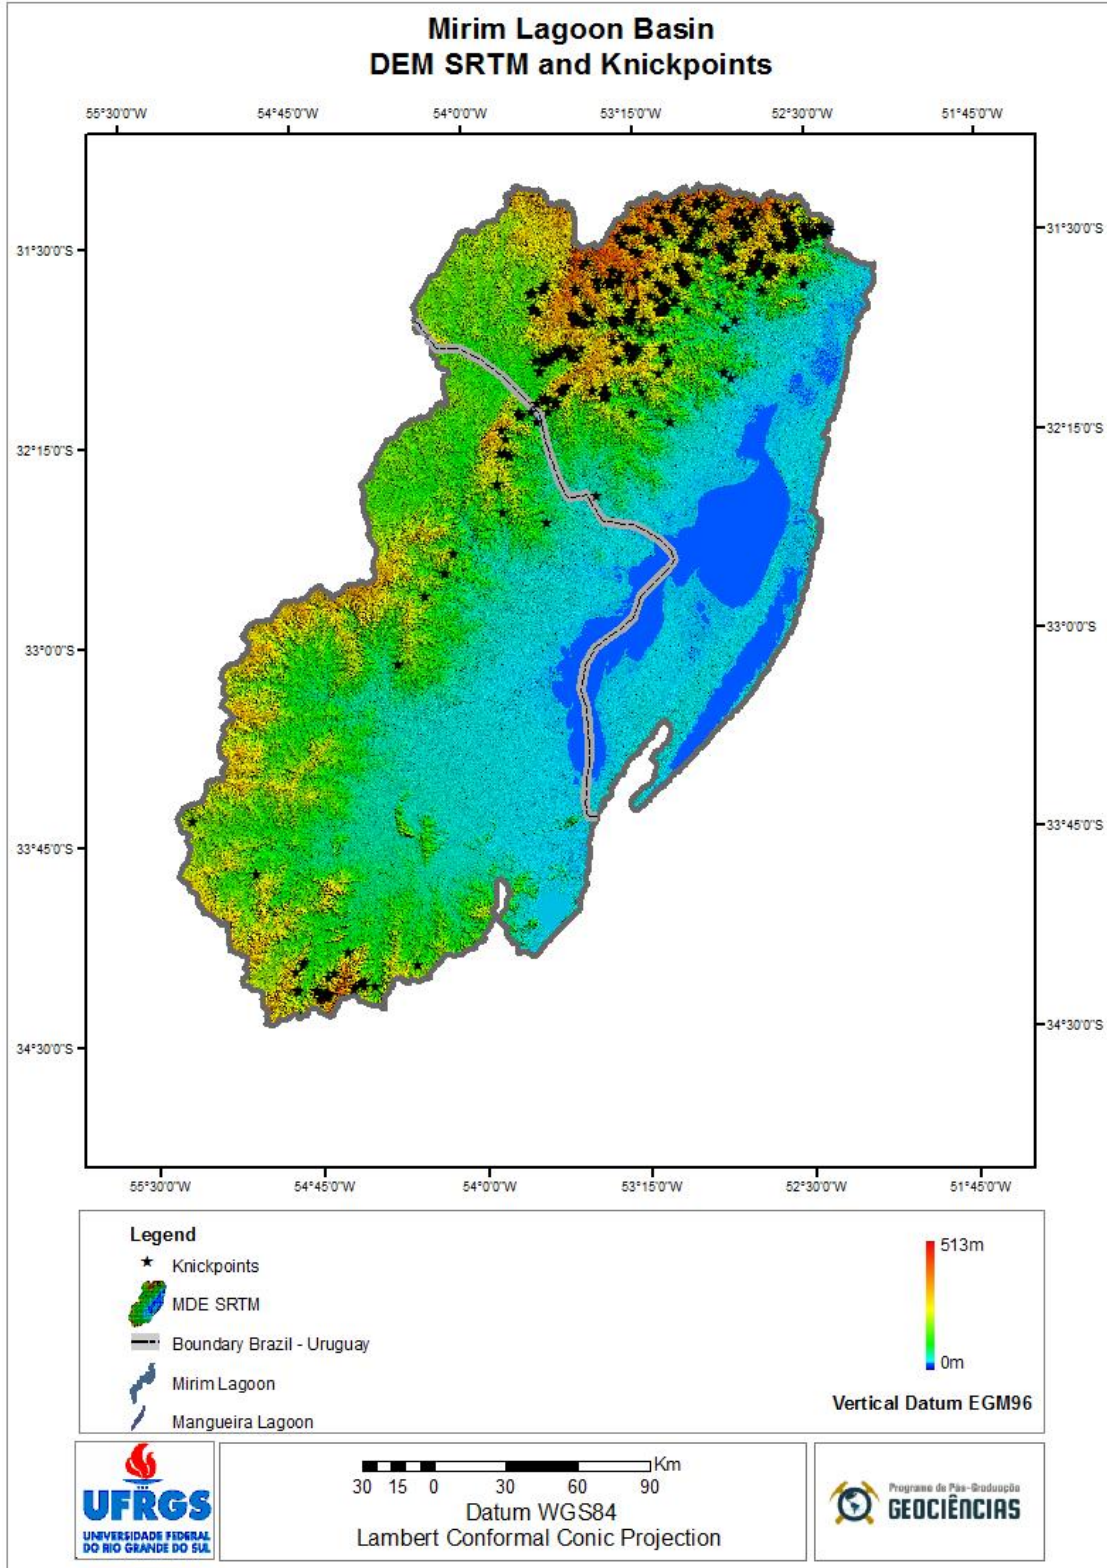 Mirim Lagoon Basin
DEM SRTM and Knickpoints
55°30'0"W 54°45'0"W 54°0'0"W 53°15'0"W 52°30'0"W 51°45'0"W
31°30'0"S 31°30'0"S
32°15'0"S 32°15'0"S
33°0'0"S 33°0'0"S
33°45'0"S 33°45'0"S
34°30'0"S 34°30'0"S
55°30'0"W 54°45'0"W 54°0'0"W 53°15'0"W 52°30'0"W 51°45'0"W
Legend
Knickpoints
MDE SRTM
Boundary Brazil - Uruguay
Mirim Lagoon
Mangueira Lagoon
513m
0m
Vertical Datum EGM96
UFRGS
UNIVERSIDADE FEDERAL
DO RIO GRANDE DO SUL
Km
30 15 0 30 60 90
Datum WGS84
Lambert Conformal Conic Projection
Programa de Pós-Graduação
GEOCIÊNCIAS